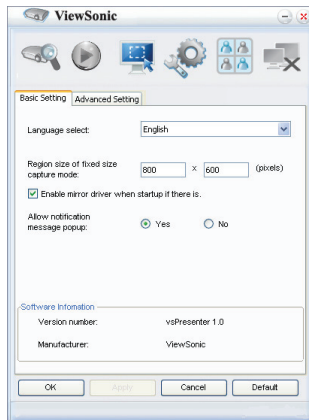 ViewSonic
Basic Setting Advanced Setting
Language select: English
Region size of fixed size
capture mode: 800 x 600 (pixels)
Enable mirror driver when startup if there is.
Allow notification
message popup: Yes No
Software Infomation
Version number: vsPresenter 1.0
Manufacturer: ViewSonic
OK Apply Cancel Default